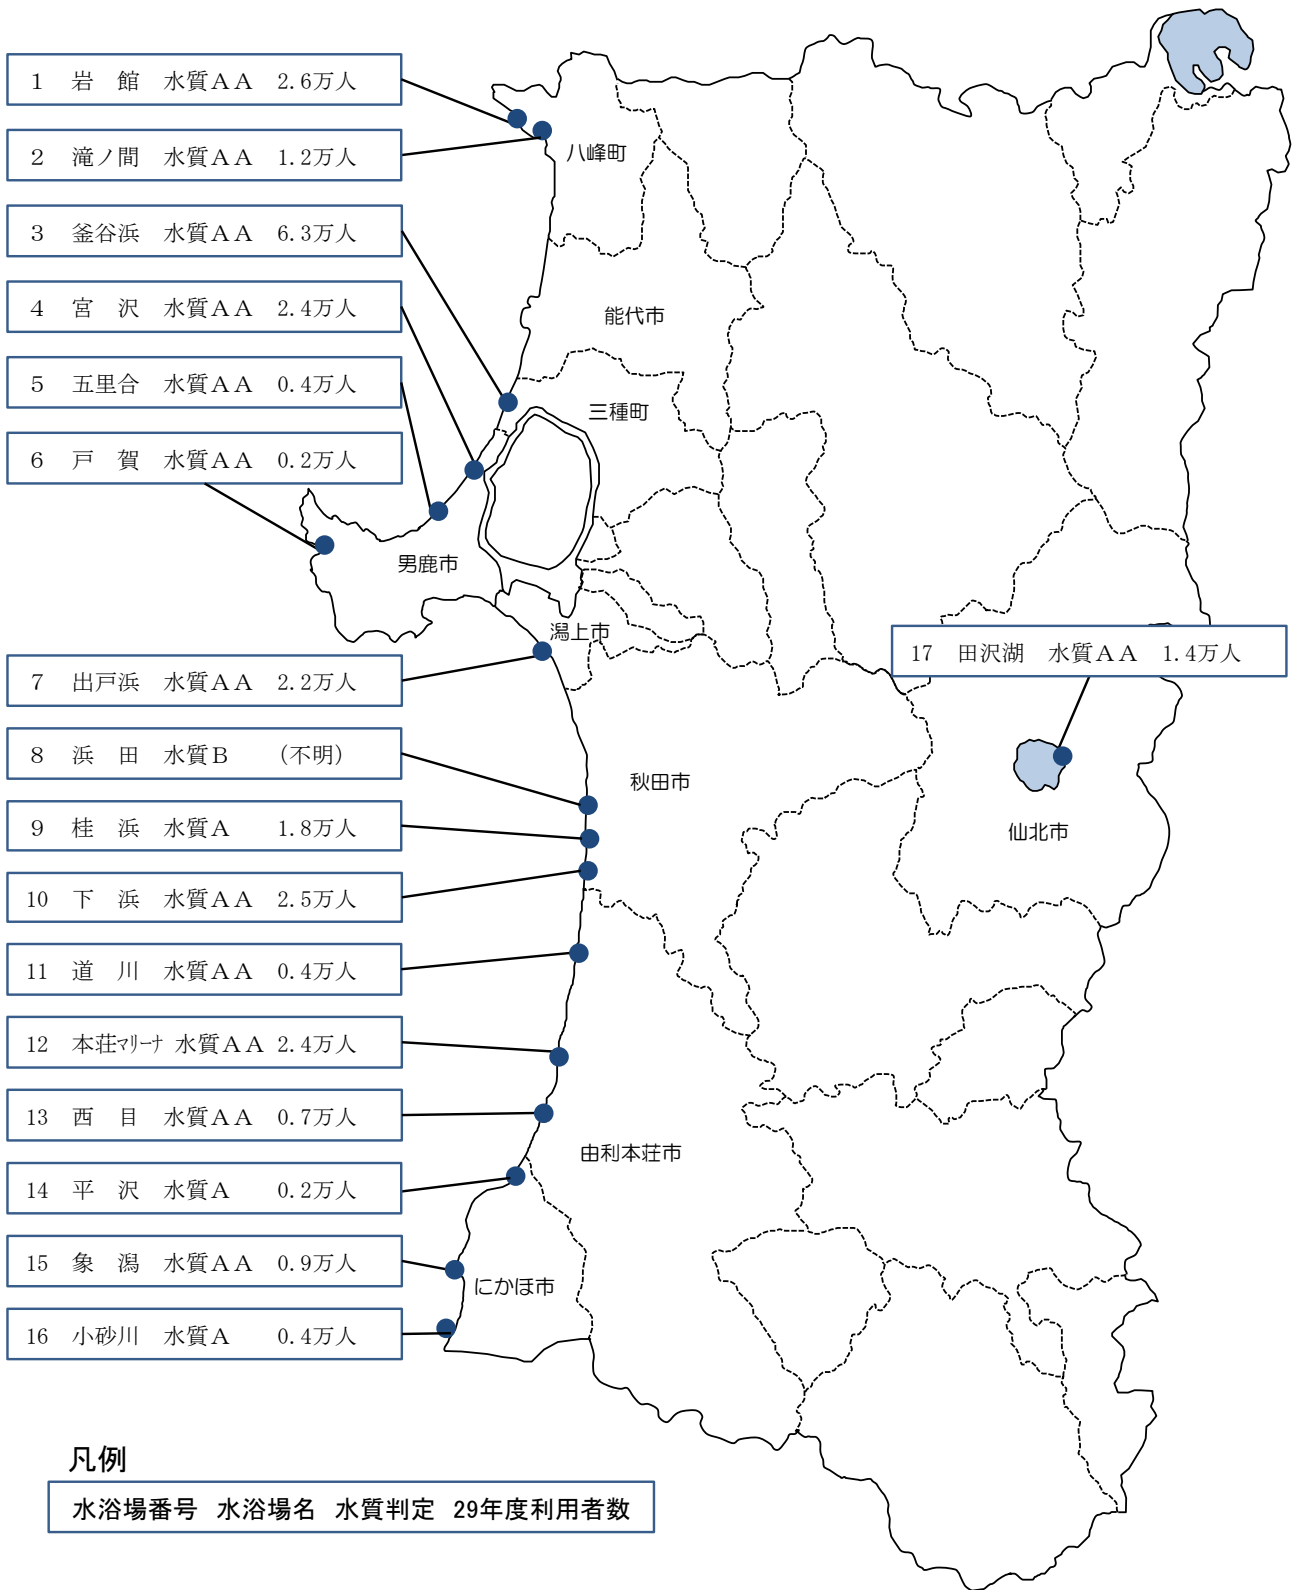 1 岩 館 水質AA 2.6万人
2 滝ノ間 水質AA 1.2万人
八峰町
3 釜谷浜 水質AA 6.3万人
4 宮 沢 水質AA 2.4万人
能代市
5 五里合 水質AA 0.4万人
三種町
6 戸 賀 水質AA 0.2万人
男鹿市
潟上市
17 田沢湖 水質AA 1.4万人
7 出戸浜 水質AA 2.2万人
8 浜 田 水質B (不明)
秋田市
9 桂 浜 水質A 1.8万人
仙北市
10 下 浜 水質AA 2.5万人
11 道 川 水質AA 0.4万人
12 本荘マリーナ 水質AA 2.4万人
13 西 目 水質AA 0.7万人
由利本荘市
14 平 沢 水質A 0.2万人
15 象 潟 水質AA 0.9万人
にかほ市
16 小砂川 水質A 0.4万人
凡例
水浴場番号 水浴場名 水質判定 29年度利用者数